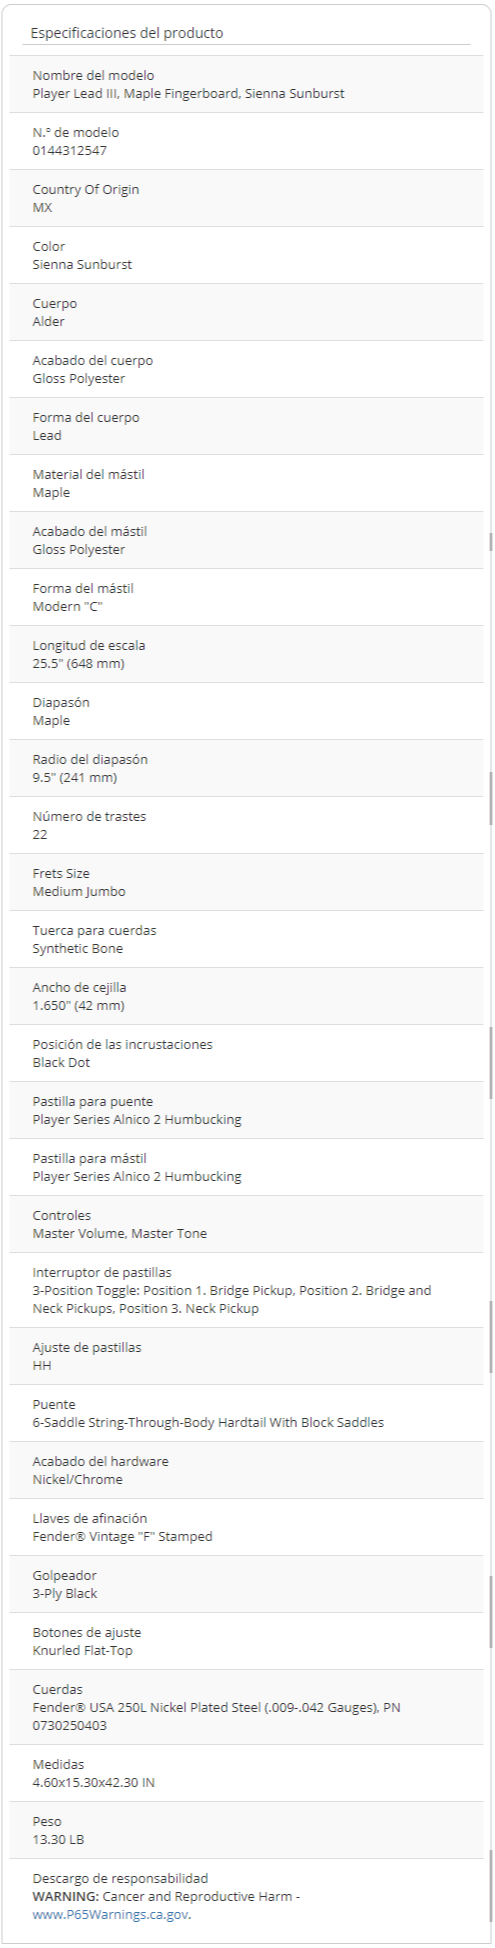 Especificaciones del producto
Nombre del modelo
Player Lead III, Maple Fingerboard, Sienna Sunburst
N.º de modelo
0144312547
Country Of Origin
MX
Color
Sienna Sunburst
Cuerpo
Alder
Acabado del cuerpo
Gloss Polyester
Forma del cuerpo
Lead
Material del mástil
Maple
Acabado del mástil
Gloss Polyester
Forma del mástil
Modern "C"
Longitud de escala
25.5" (648 mm)
Diapasón
Maple
Radio del diapasón
9.5" (241 mm)
Número de trastes
22
Frets Size
Medium Jumbo
Tuerca para cuerdas
Synthetic Bone
Ancho de cejilla
1.650" (42 mm)
Posición de las incrustaciones
Black Dot
Pastilla para puente
Player Series Alnico 2 Humbucking
Pastilla para mástil
Player Series Alnico 2 Humbucking
Controles
Master Volume, Master Tone
Interruptor de pastillas
3-Position Toggle: Position 1. Bridge Pickup, Position 2. Bridge and
Neck Pickups, Position 3. Neck Pickup
Ajuste de pastillas
HH
Puente
6-Saddle String-Through-Body Hardtail With Block Saddles
Acabado del hardware
Nickel/Chrome
Llaves de afinación
Fender® Vintage "F" Stamped
Golpeador
3-Ply Black
Botones de ajuste
Knurled Flat-Top
Cuerdas
Fender® USA 250L Nickel Plated Steel (.009-.042 Gauges), PN
0730250403
Medidas
4.60x15.30x42.30 IN
Peso
13.30 LB
Descargo de responsabilidad
WARNING: Cancer and Reproductive Harm -
www.P65Warnings.ca.gov.